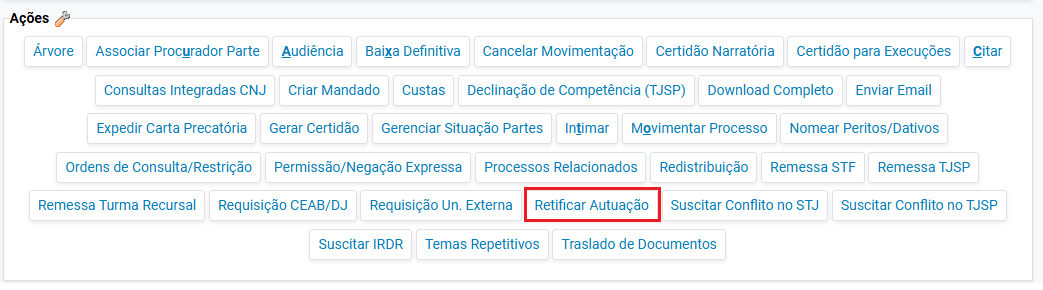 Ações
Árvore Associar Procurador Parte Audiência Baixa Definitiva Cancelar Movimentação Certidão Narratória Certidão para Execuções Citar
Consultas Integradas CNJ Criar Mandado Custas Declinação de Competência (TJSP) Download Completo Enviar Email
Expedir Carta Precatória Gerar Certidão Gerenciar Situação Partes Intimar Movimentar Processo Nomear Peritos/Dativos
Ordens de Consulta/Restrição Permissão/Negação Expressa Processos Relacionados Redistribuição Remessa STF Remessa TJSP
Remessa Turma Recursal Requisição CEAB/DJ Requisição Un. Externa Retificar Autuação Suscitar Conflito no STJ Suscitar Conflito no TJSP
Suscitar IRDR Temas Repetitivos Traslado de Documentos